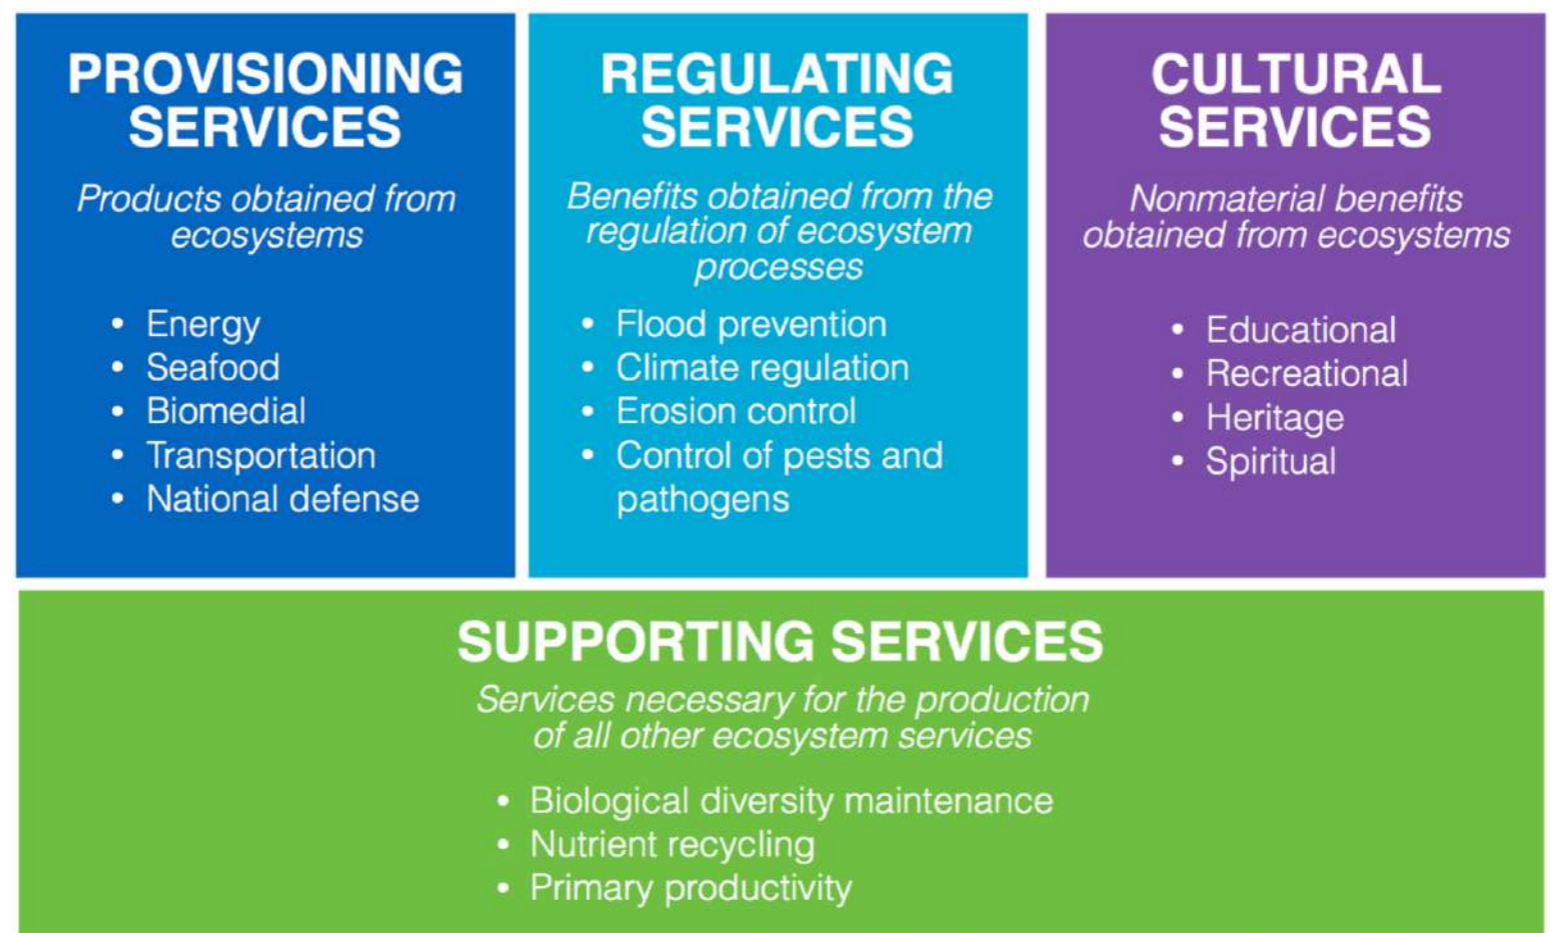 PROVISIONING
SERVICES
Products obtained from
ecosystems
• Energy
• Seafood
• Biomedial
• Transportation
• National defense
REGULATING
SERVICES
Benefits obtained from the
regulation of ecosystem
processes
• Flood prevention
• Climate regulation
• Erosion control
• Control of pests and
pathogens
CULTURAL
SERVICES
Nonmaterial benefits
obtained from ecosystems
• Educational
• Recreational
• Heritage
• Spiritual
SUPPORTING SERVICES
Services necessary for the production
of all other ecosystem services
• Biological diversity maintenance
• Nutrient recycling
• Primary productivity